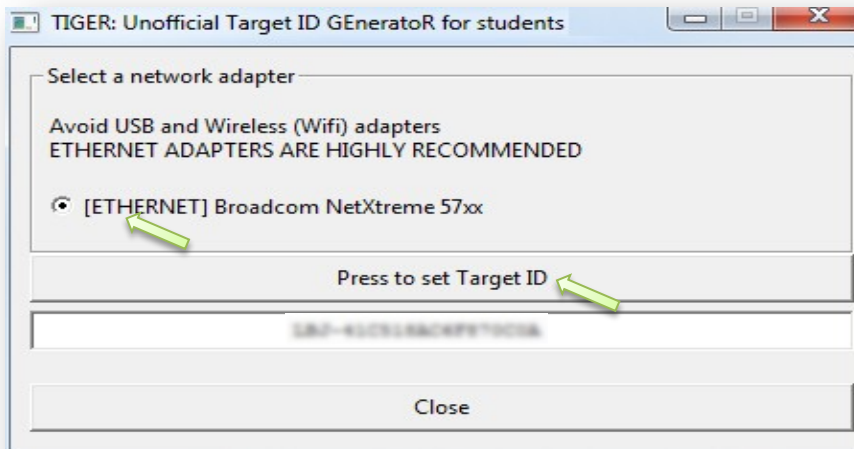 TIGER: Unofficial Target ID GEneratoR for students
Select a network adapter
Avoid USB and Wireless (Wifi) adapters
ETHERNET ADAPTERS ARE HIGHLY RECOMMENDED
[ETHERNET] Broadcom NetXtreme 57xx
Press to set Target ID
Close